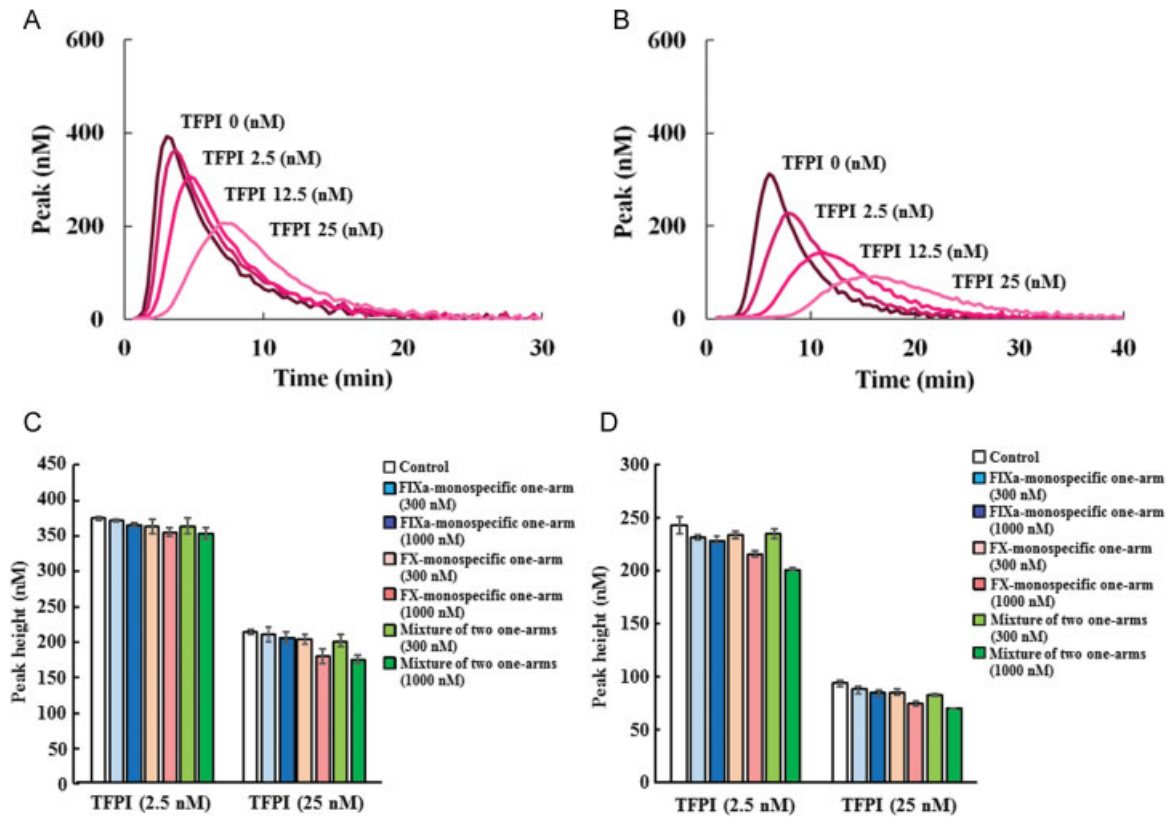 A
600
400
200
0
Peak (nM)
TFPI 0 (nM)
TFPI 2.5 (nM)
TFPI 12.5 (nM)
TFPI 25 (nM)
0 10 20 30
Time (min)
B
600
400
200
0
Peak (nM)
TFPI 0 (nM)
TFPI 2.5 (nM)
TFPI 12.5 (nM)
TFPI 25 (nM)
0 10 20 30 40
Time (min)
C
450
400
350
300
250
200
150
100
50
0
Peak height (nM)
TFPI (2.5 nM) TFPI (25 nM)
Control
FIXa-monospecific one-arm
(300 nM)
FIXa-monospecific one-arm
(1000 nM)
FX-monospecific one-arm
(300 nM)
FX-monospecific one-arm
(1000 nM)
Mixture of two one-arms
(300 nM)
Mixture of two one-arms
(1000 nM)
D
300
250
200
150
100
50
0
Peak height (nM)
TFPI (2.5 nM) TFPI (25 nM)
Control
FIXa-monospecific one-arm
(300 nM)
FIXa-monospecific one-arm
(1000 nM)
FX-monospecific one-arm
(300 nM)
FX-monospecific one-arm
(1000 nM)
Mixture of two one-arms
(300 nM)
Mixture of two one-arms
(1000 nM)